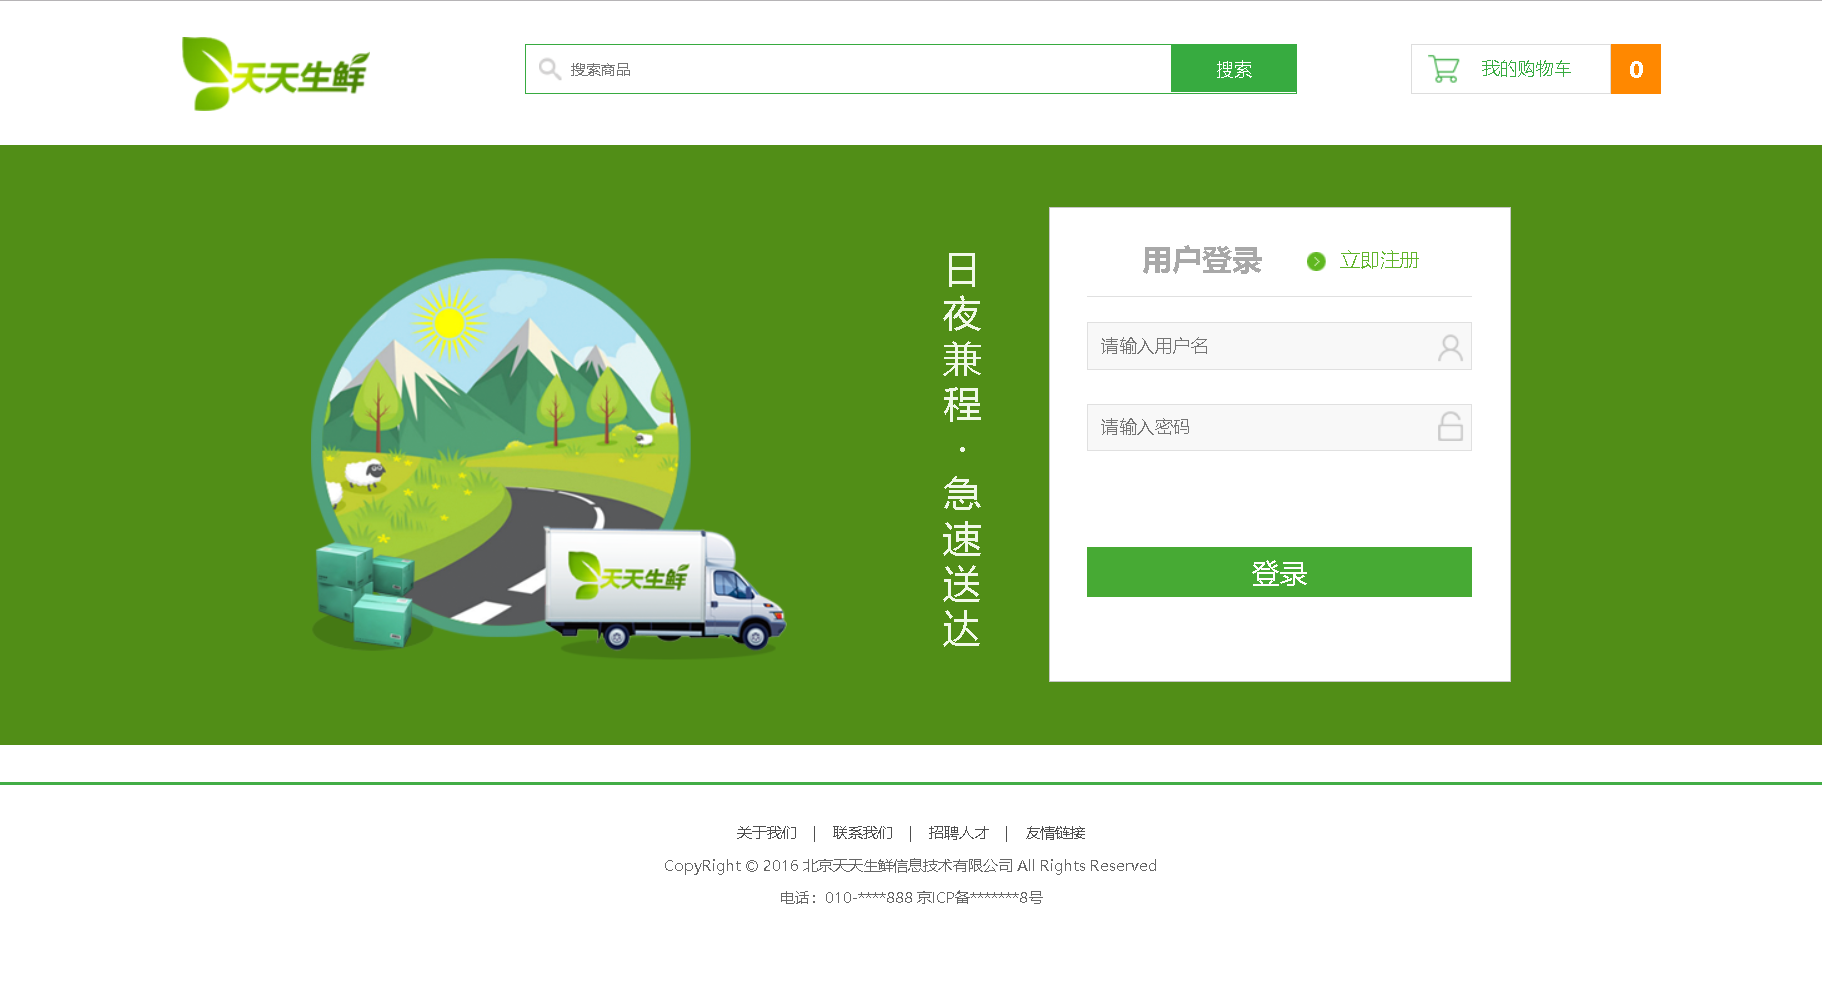 天天生鲜
搜索商品
搜索
我的购物车
0
日夜兼程·急速送达
用户登录
立即注册
请输入用户名
请输入密码
登录
天天生鲜
关于我们 | 联系我们 | 招聘人才 | 友情链接
CopyRight © 2016 北京天天生鲜信息技术有限公司 All Rights Reserved
电话：010-****888 京ICP备*******8号